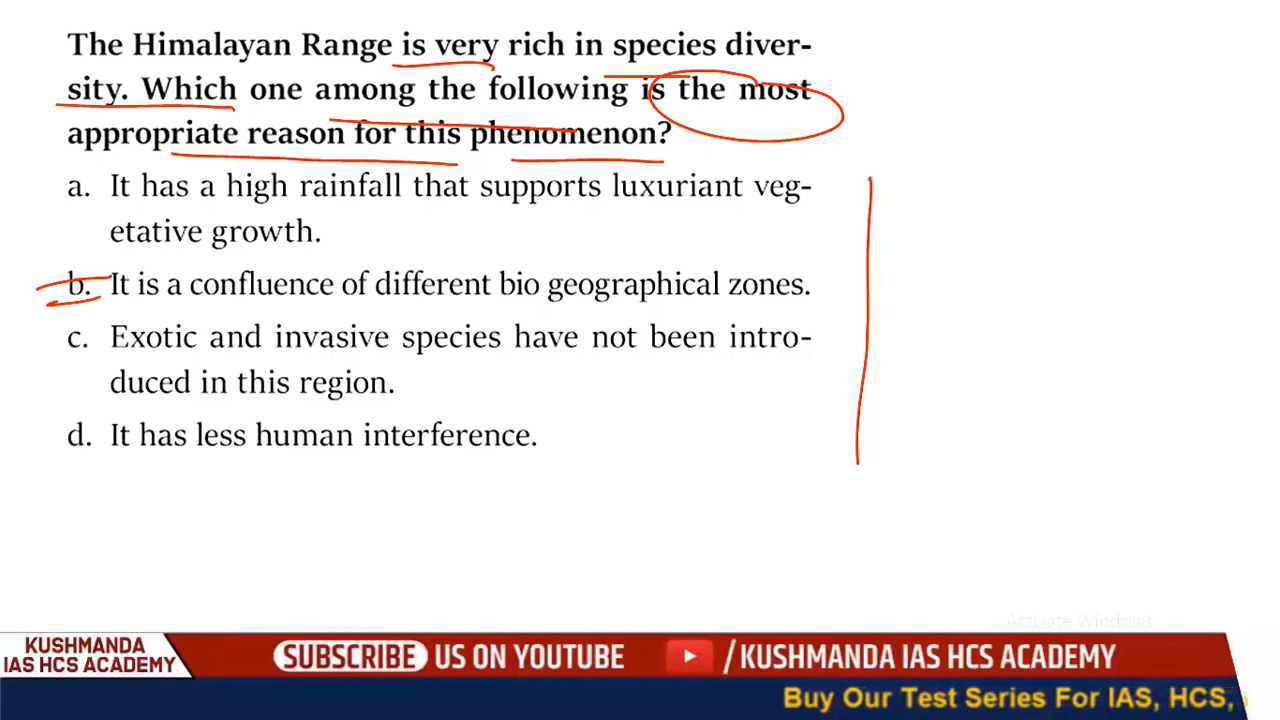 The Himalayan Range is very rich in species diver-
sity. Which one among the following is the most
appropriate reason for this phenomenon?
a. It has a high rainfall that supports luxuriant veg-
etative growth.
b. It is a confluence of different bio geographical zones.
c. Exotic and invasive species have not been intro-
duced in this region.
d. It has less human interference.
Activate Windows
KUSHMANDA
IAS HCS ACADEMY
SUBSCRIBE US ON YOUTUBE
/KUSHMANDA IAS HCS ACADEMY
Buy Our Test Series For IAS, HCS,